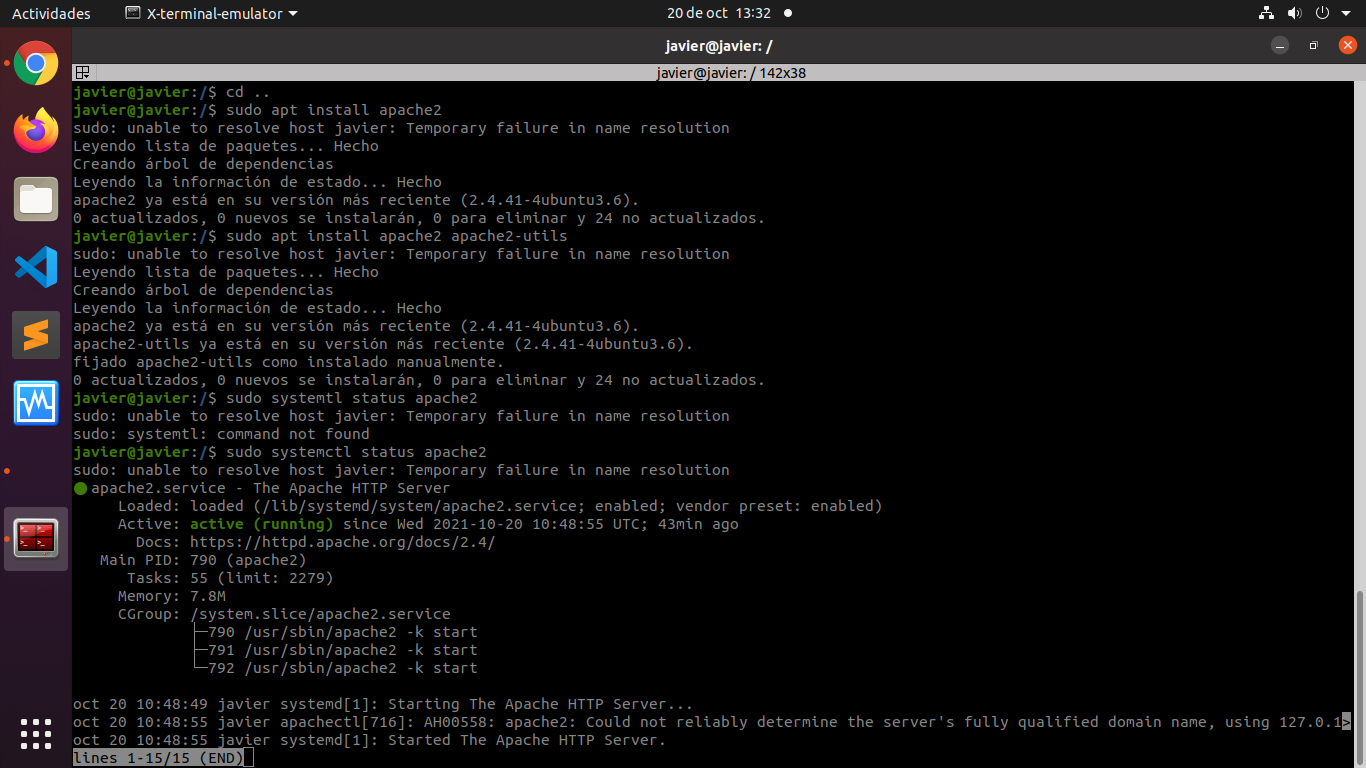 Actividades
X-terminal-emulator
20 de oct 13:32
javier@javier: /
javier@javier: / 142x38
javier@javier:/$ cd ..
javier@javier:/$ sudo apt install apache2
sudo: unable to resolve host javier: Temporary failure in name resolution
Leyendo lista de paquetes... Hecho
Creando árbol de dependencias
Leyendo la información de estado... Hecho
apache2 ya está en su versión más reciente (2.4.41-4ubuntu3.6).
0 actualizados, 0 nuevos se instalarán, 0 para eliminar y 24 no actualizados.
javier@javier:/$ sudo apt install apache2 apache2-utils
sudo: unable to resolve host javier: Temporary failure in name resolution
Leyendo lista de paquetes... Hecho
Creando árbol de dependencias
Leyendo la información de estado... Hecho
apache2 ya está en su versión más reciente (2.4.41-4ubuntu3.6).
apache2-utils ya está en su versión más reciente (2.4.41-4ubuntu3.6).
fijado apache2-utils como instalado manualmente.
0 actualizados, 0 nuevos se instalarán, 0 para eliminar y 24 no actualizados.
javier@javier:/$ sudo systemtl status apache2
sudo: unable to resolve host javier: Temporary failure in name resolution
sudo: systemtl: command not found
javier@javier:/$ sudo systemctl status apache2
sudo: unable to resolve host javier: Temporary failure in name resolution
● apache2.service - The Apache HTTP Server
Loaded: loaded (/lib/systemd/system/apache2.service; enabled; vendor preset: enabled)
Active: active (running) since Wed 2021-10-20 10:48:55 UTC; 43min ago
Docs: https://httpd.apache.org/docs/2.4/
Main PID: 790 (apache2)
Tasks: 55 (limit: 2279)
Memory: 7.8M
CGroup: /system.slice/apache2.service
├─790 /usr/sbin/apache2 -k start
├─791 /usr/sbin/apache2 -k start
└─792 /usr/sbin/apache2 -k start
oct 20 10:48:49 javier systemd[1]: Starting The Apache HTTP Server...
oct 20 10:48:55 javier apachectl[716]: AH00558: apache2: Could not reliably determine the server's fully qualified domain name, using 127.0.1>
oct 20 10:48:55 javier systemd[1]: Started The Apache HTTP Server.
lines 1-15/15 (END)